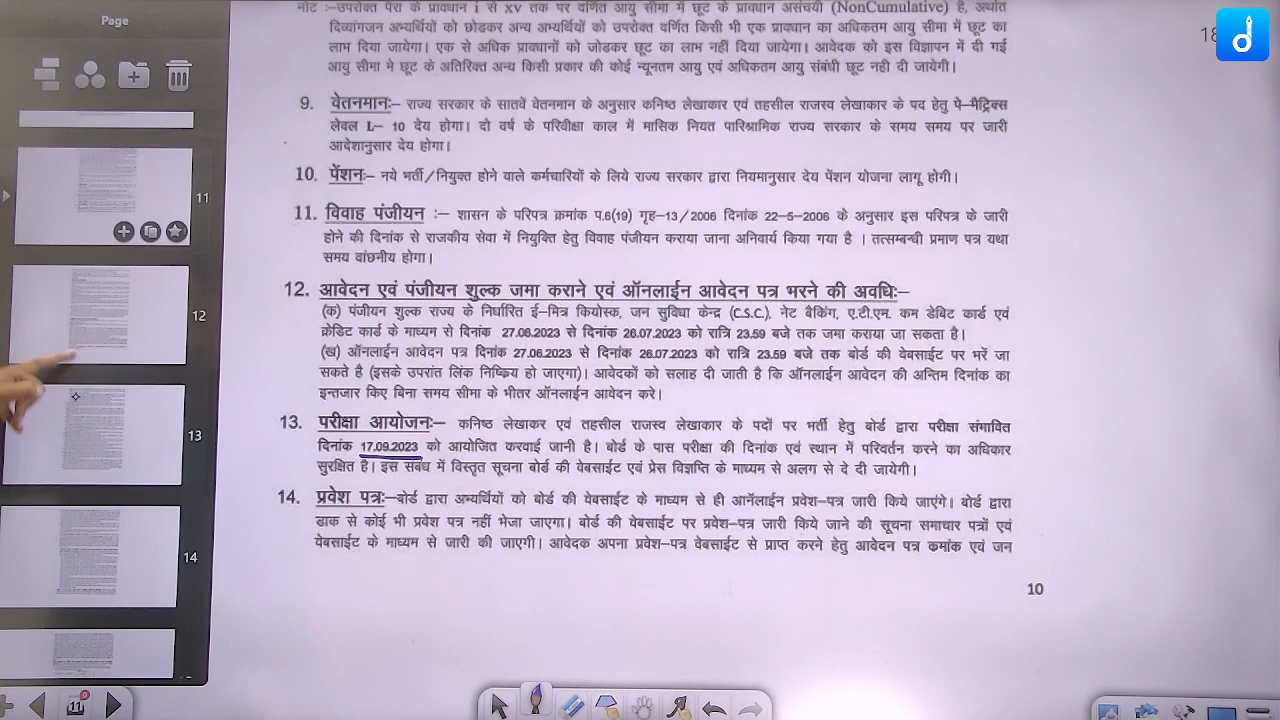 Page
नोट :-उपरोक्त पैरा के प्रावधान i से xv तक पर वर्णित आयु सीमा में छूट के प्रावधान असंचयी (NonCumulative) है, अर्थात
दिव्यांगजन अभ्यर्थियों को छोडकर अन्य अभ्यर्थियों को उपरोक्त वर्णित किसी भी एक प्रावधान का अधिकतम आयु सीमा में छूट का
लाभ दिया जायेगा। एक से अधिक प्रावधानों को जोडकर छूट का लाभ नहीं दिया जायेगा। आवेदक को इस विज्ञापन में दी गई
आयु सीमा मे छूट के अतिरिक्त अन्य किसी प्रकार की कोई न्यूनतम आयु एवं अधिकतम आयु संबंधी छूट नही दी जायेगी।
9. वेतनमान:- राज्य सरकार के सातवें वेतनमान के अनुसार कनिष्ठ लेखाकार एवं तहसील राजस्व लेखाकार के पद हेतु पे-मैट्रिक्स
लेवल L- 10 देय होगा। दो वर्ष के परिवीक्षा काल में मासिक नियत पारिश्रमिक राज्य सरकार के समय समय पर जारी
आदेशानुसार देय होगा।
10. पेंशन:- नये भर्ती/नियुक्त होने वाले कर्मचारियों के लिये राज्य सरकार द्वारा नियमानुसार देय पेंशन योजना लागू होगी।
11. विवाह पंजीयन :- शासन के परिपत्र क्रमांक प.6(19) गृह-13/2006 दिनांक 22-5-2006 के अनुसार इस परिपत्र के जारी
होने की दिनांक से राजकीय सेवा में नियुक्ति हेतु विवाह पंजीयन कराया जाना अनिवार्य किया गया है । तत्सम्बन्धी प्रमाण पत्र यथा
समय वांछनीय होगा।
12. आवेदन एवं पंजीयन शुल्क जमा कराने एवं ऑनलाईन आवेदन पत्र भरने की अवधि:-
(क) पंजीयन शुल्क राज्य के निर्धारित ई-मित्र कियोस्क, जन सुविधा केन्द्र (C.S.C.), नेट बैंकिंग, ए.टी.एम. कम डेबिट कार्ड एवं
क्रेडिट कार्ड के माध्यम से दिनांक 27.06.2023 से दिनांक 26.07.2023 को रात्रि 23.59 बजे तक जमा कराया जा सकता है।
(ख) ऑनलाईन आवेदन पत्र दिनांक 27.06.2023 से दिनांक 26.07.2023 को रात्रि 23.59 बजे तक बोर्ड की वेबसाईट पर भरें जा
सकते है (इसके उपरांत लिंक निष्क्रिय हो जाएगा)। आवेदकों को सलाह दी जाती है कि ऑनलाईन आवेदन की अन्तिम दिनांक का
इन्तजार किए बिना समय सीमा के भीतर ऑनलाईन आवेदन करे।
13. परीक्षा आयोजन:- कनिष्ठ लेखाकार एवं तहसील राजस्व लेखाकार के पदो पर भर्ती हेतु बोर्ड द्वारा परीक्षा संभावित
दिनांक 17.09.2023 को आयोजित करवाई जानी है। बोर्ड के पास परीक्षा की दिनांक एवं स्थान में परिवर्तन करने का अधिकार
सुरक्षित है। इस संबंध में विस्तृत सूचना बोर्ड की वेबसाईट एवं प्रेस विज्ञप्ति के माध्यम से अलग से दे दी जायेगी।
14. प्रवेश पत्र:-बोर्ड द्वारा अभ्यर्थियों को बोर्ड की वेबसाईट के माध्यम से ही आनॅलाईन प्रवेश-पत्र जारी किये जाएंगे। बोर्ड द्वारा
डाक से कोई भी प्रवेश पत्र नहीं भेजा जाएगा। बोर्ड की वेबसाईट पर प्रवेश-पत्र जारी किये जाने की सूचना समाचार पत्रों एवं
वेबसाईट के माध्यम से जारी की जाएगी। आवेदक अपना प्रवेश-पत्र वेबसाईट से प्राप्त करने हेतु आवेदन पत्र क्रमांक एवं जन
10
11
12
13
14
11